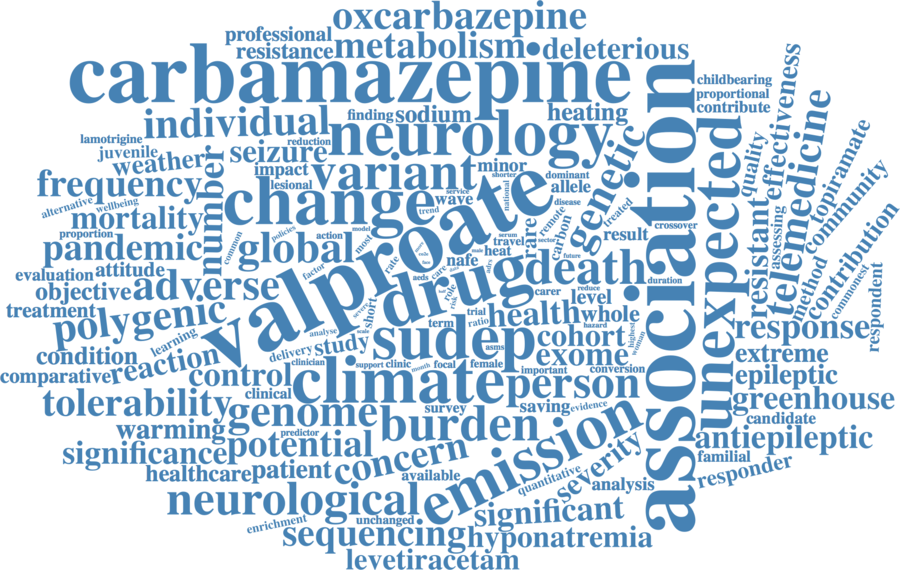 oxcarbazepine
professional
resistance
metabolism
deleterious
carbamazepine
childbearing
proportional
contribute
association
unexpected
effectiveness
telemedicine
topiramate
quality
community
contribution
resistant
assessing
method
commonest
respondent
individual
finding
sodium
heating
neurology
lamotrigine
juvenile
weather
seizure
reduction
impact
variant
minor
shorter
dominant
genetic
frequency
number
lesional
service
wave
national
allele
disease
treated
alternative
wellbeing
change
trend
valproate
rare
remote
carbon
crossover
mortality
proportion
common
policies
action
model
most
serum
travel
sector
result
pandemic
global
heat
future
evaluation
attitude
factor
rate
nafe
death
objective
adverse
care
aeds
role
risk
drug
carer
reduce
duration
treatment
polygenic
severe
short
level
learning
analyse
scale
term
trial
ratio
health
whole
hazard
highest
woman
response
condition
delivery
study
sudep
asms
cohort
reaction
clinician
support
clinic
month
focal
female
exome
important
conversion
extreme
comparative
control
climate
person
epileptic
clinical
tolerability
genome
survey
saving
evidence
greenhouse
burden
emission
candidate
warming
predictor
potential
antiepileptic
significance
concern
severity
familial
healthcare
patient
available
quantitative
analysis
responder
neurological
significant
enrichment
unchanged
sequencing
hyponatremia
levetiracetam